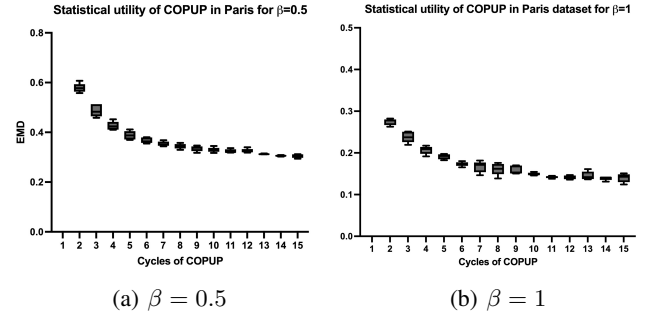 Statistical utility of COPUP in Paris for β=0.5
0.8
0.6
0.4
0.2
0.0
EMD
1 2 3 4 5 6 7 8 9 10 11 12 13 14 15
Cycles of COPUP
(a) β = 0.5
Statistical utility of COPUP in Paris dataset for β=1
0.5
0.4
0.3
0.2
0.1
0.0
1 2 3 4 5 6 7 8 9 10 11 12 13 14 15
Cycles of COPUP
(b) β = 1